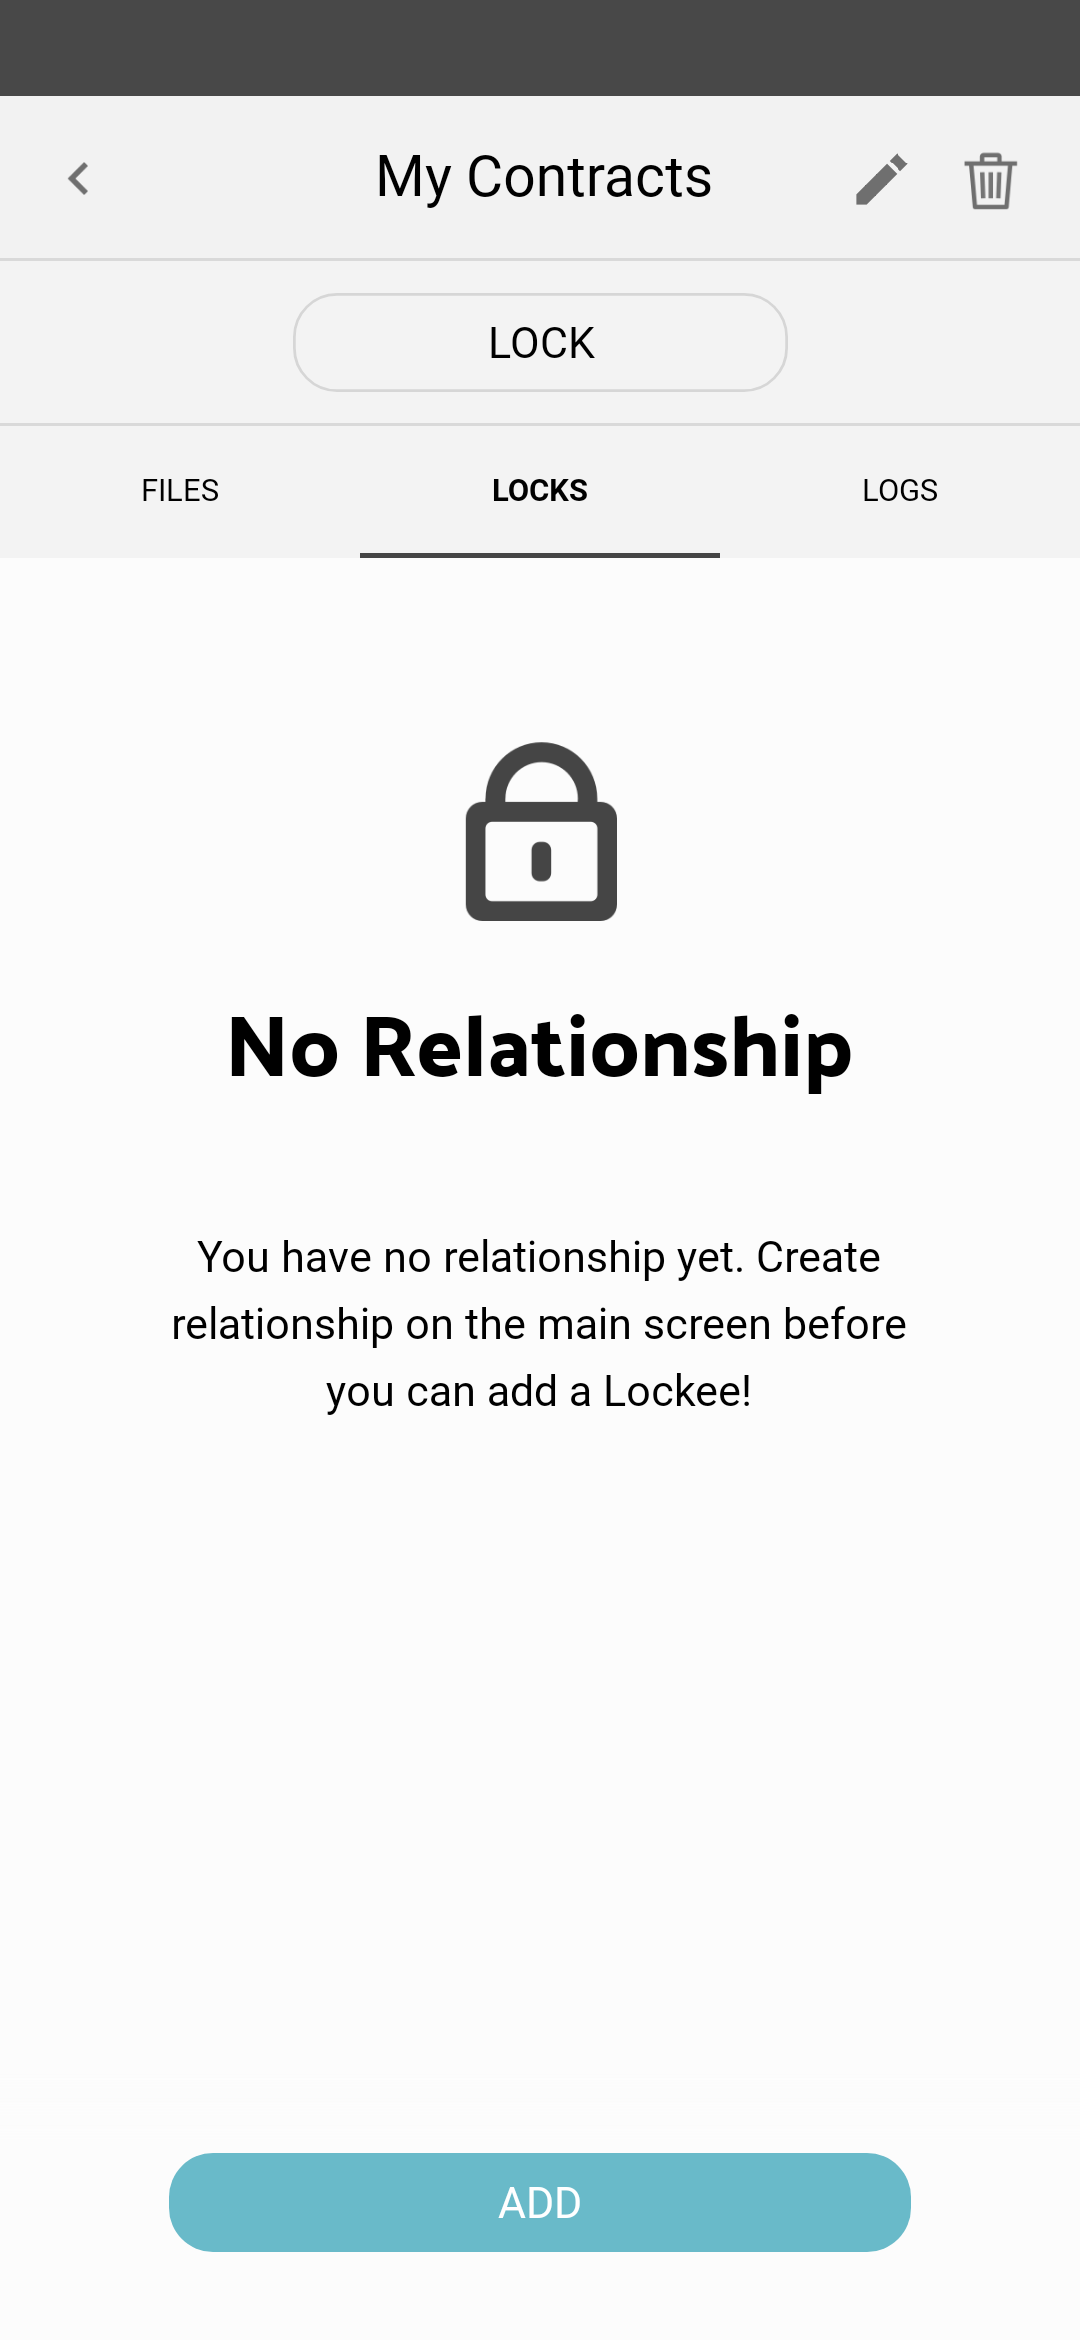 My Contracts
LOCK
FILES
LOCKS
LOGS
No Relationship
You have no relationship yet. Create
relationship on the main screen before
you can add a Lockee!
ADD